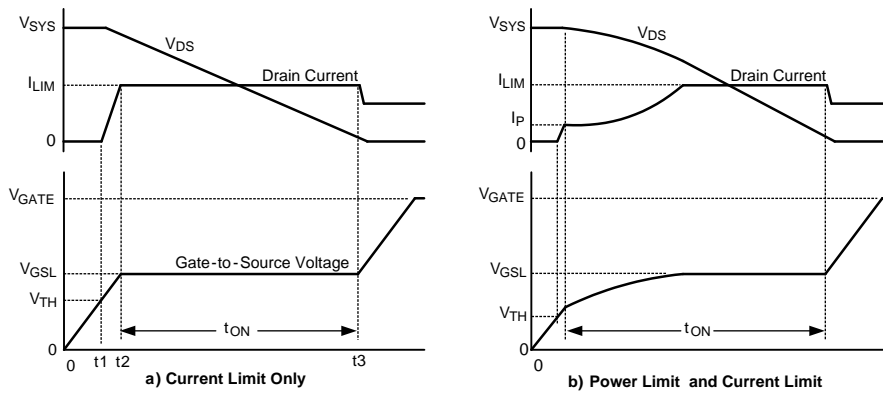 VSYS
VDS
ILIM
Drain Current
0
VGATE
VGSL
Gate-to-Source Voltage
VTH
tON
0
0
t1
t2
t3
a) Current Limit Only
VSYS
VDS
ILIM
Drain Current
IP
0
VGATE
VGSL
VTH
tON
0
0
b) Power Limit and Current Limit